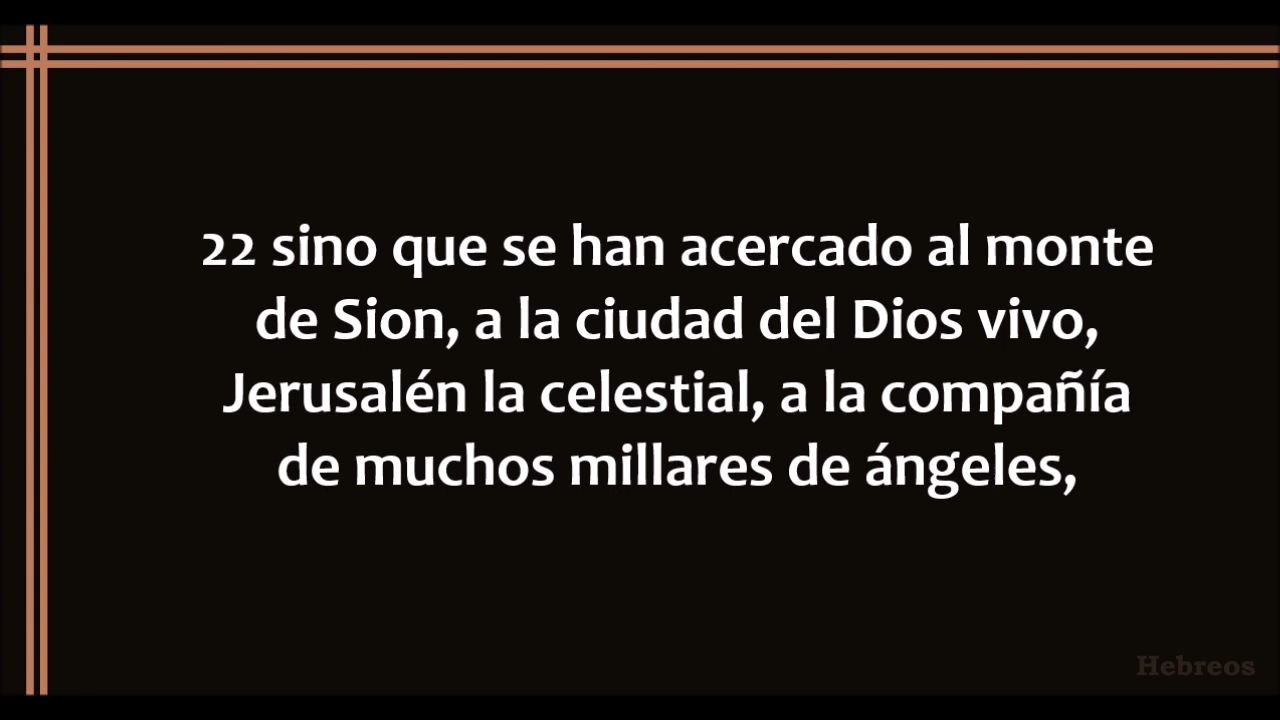 22 sino que se han acercado al monte
de Sion, a la ciudad del Dios vivo,
Jerusalén la celestial, a la compañía
de muchos millares de ángeles,
Hebreos